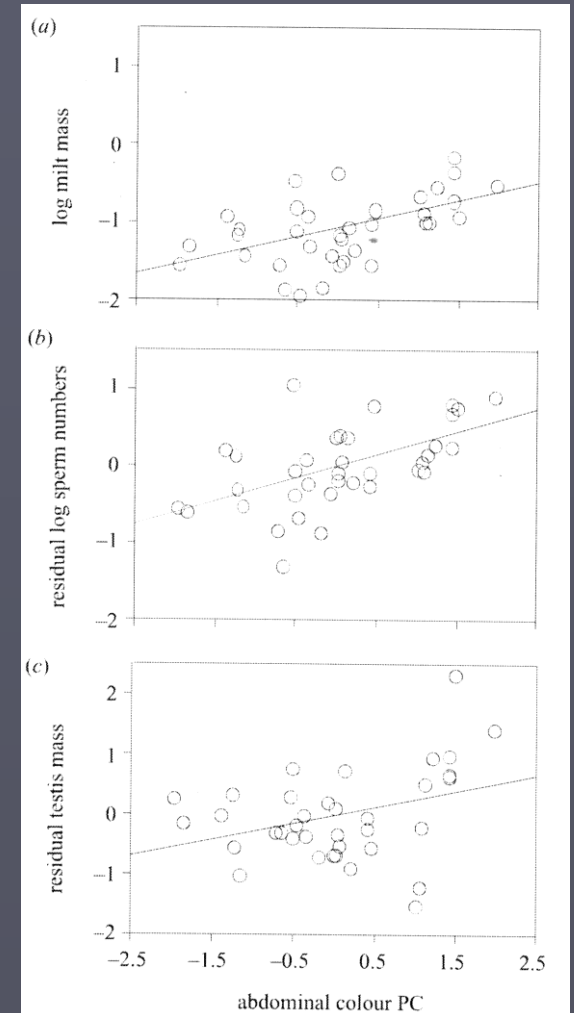 (a)
1
0
−1
−2
log milt mass
(b)
1
0
−1
−2
residual log sperm numbers
(c)
2
1
0
−1
−2
residual testis mass
−2.5 −1.5 −0.5 0.5 1.5 2.5
abdominal colour PC